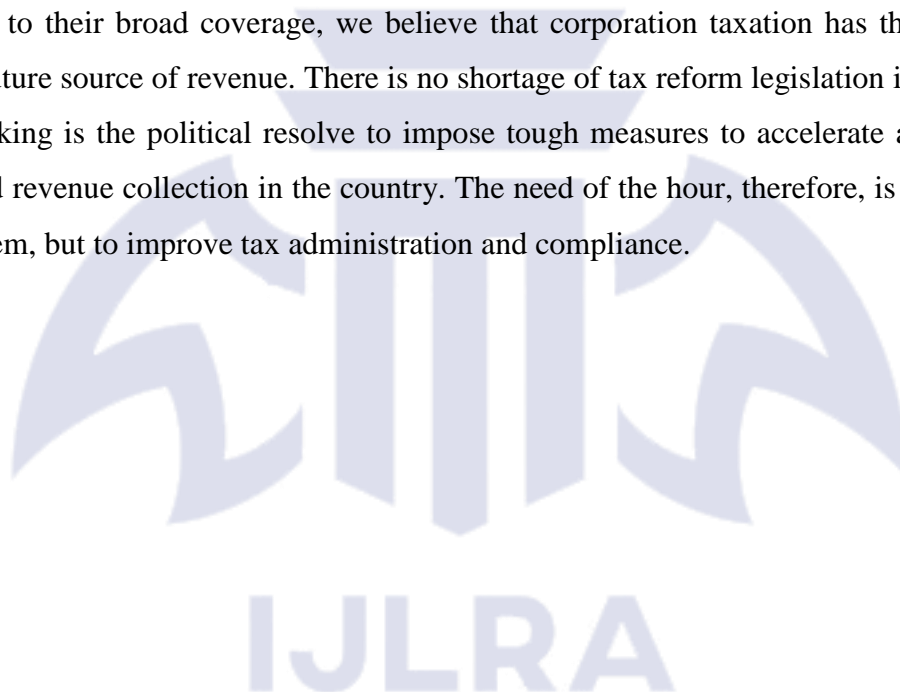 to their broad coverage, we believe that corporation taxation has th
ture source of revenue. There is no shortage of tax reform legislation i
king is the political resolve to impose tough measures to accelerate a
revenue collection in the country. The need of the hour, therefore, is
em, but to improve tax administration and compliance.
IJLRA